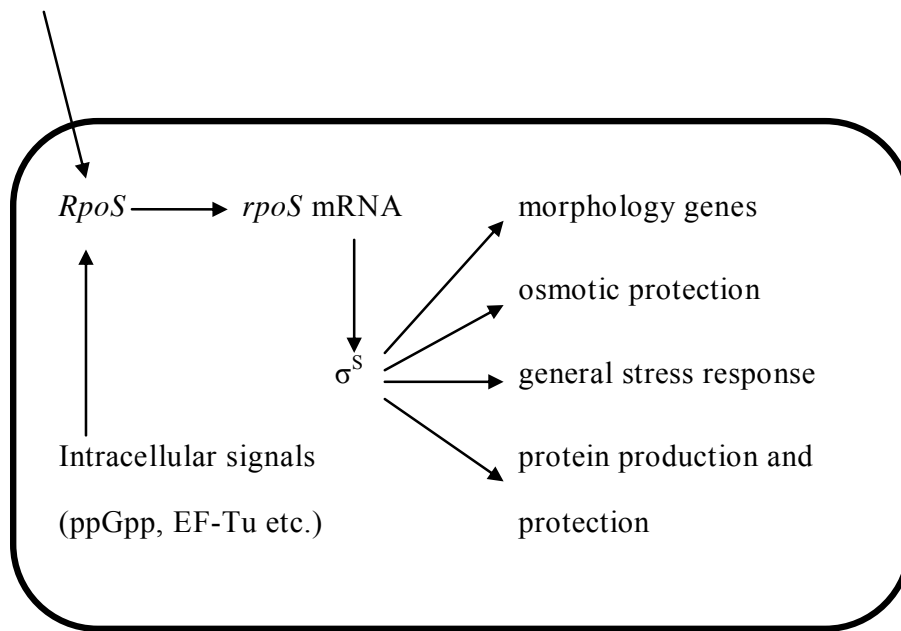 RpoS
rpoS mRNA
morphology genes
osmotic protection
σS
general stress response
Intracellular signals
(ppGpp, EF-Tu etc.)
protein production and
protection